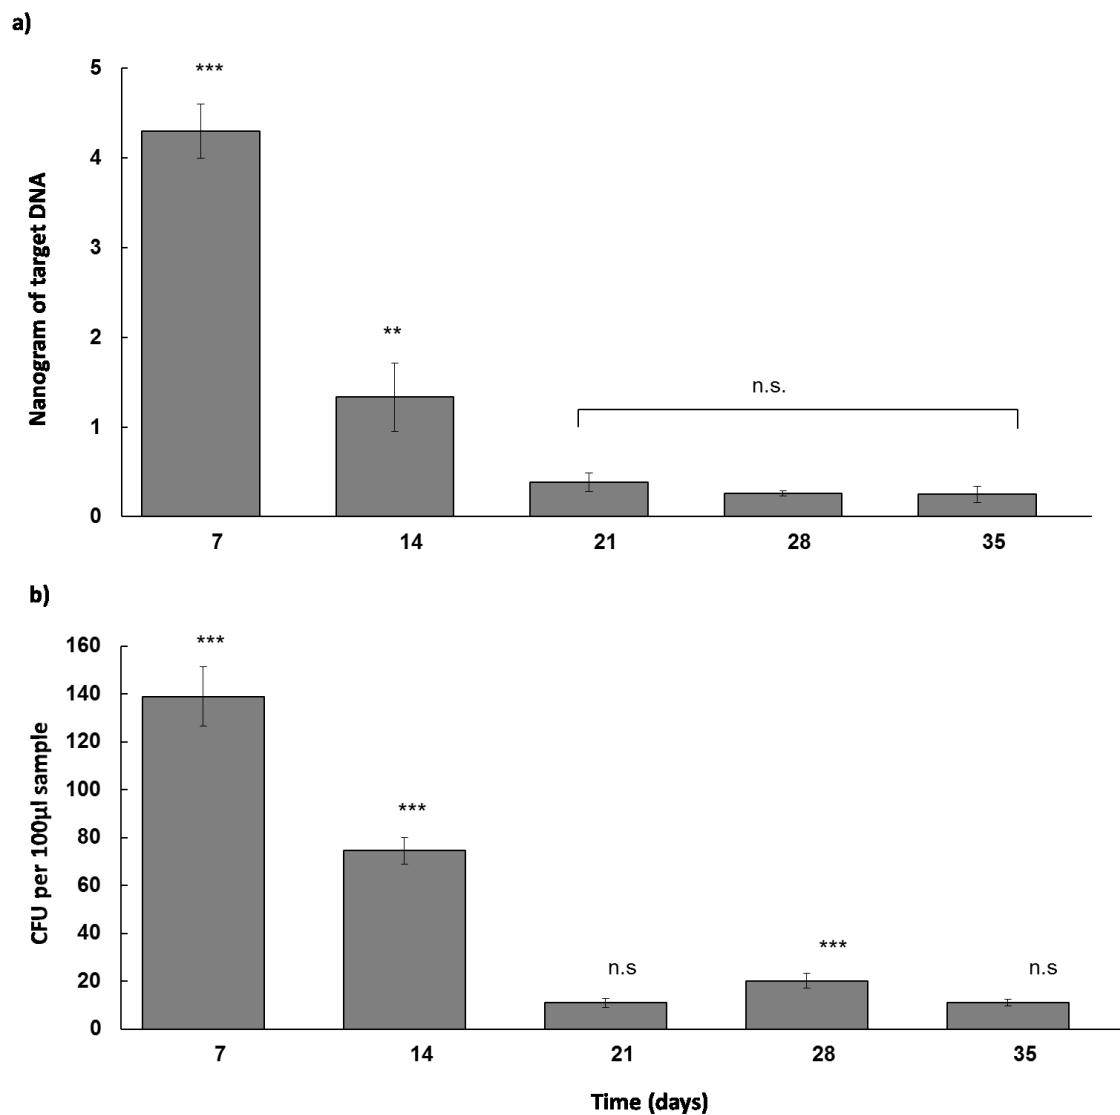 a)
Nanogram of target DNA
5
4
3
2
1
0
***
**
n.s.
7 14 21 28 35
b)
CFU per 100µl sample
160
140
120
100
80
60
40
20
0
***
***
n.s
***
n.s
7 14 21 28 35
Time (days)